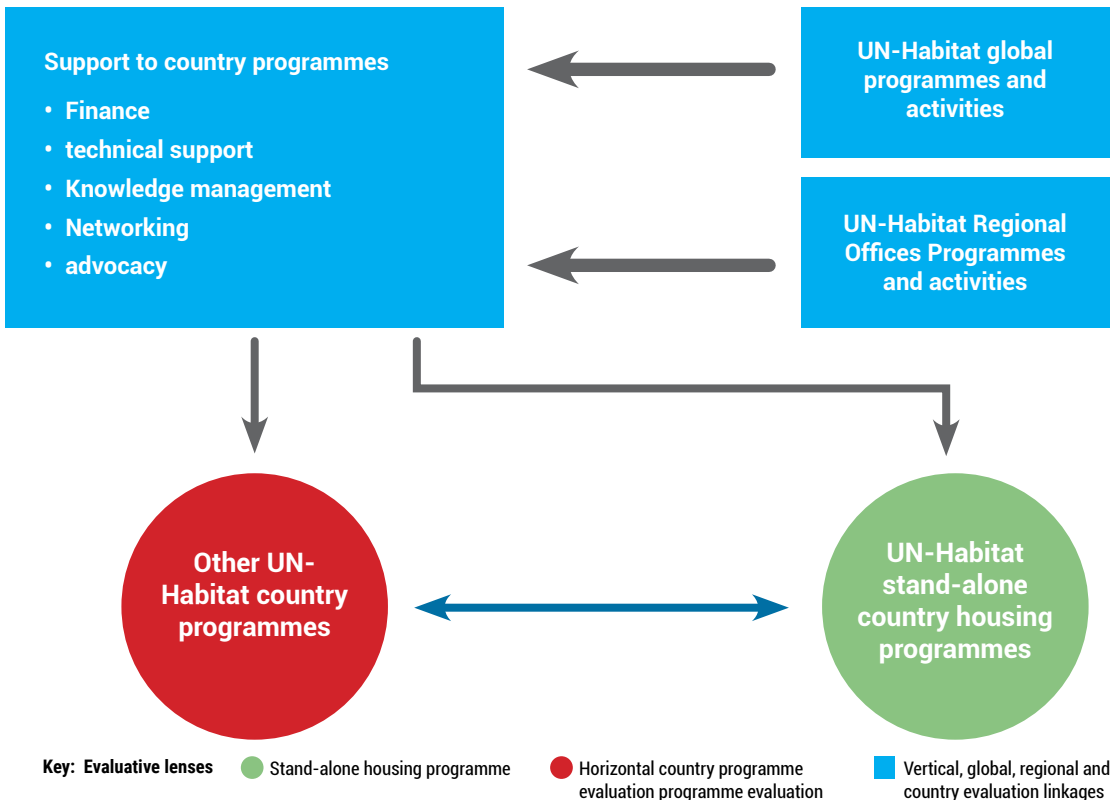 Support to country programmes
• Finance
• technical support
• Knowledge management
• Networking
• advocacy
UN-Habitat global
programmes and
activities
UN-Habitat Regional
Offices Programmes
and activities
Other UN-
Habitat country
programmes
UN-Habitat
stand-alone
country housing
programmes
Key: Evaluative lenses
Stand-alone housing programme
Horizontal country programme
evaluation programme evaluation
Vertical, global, regional and
country evaluation linkages